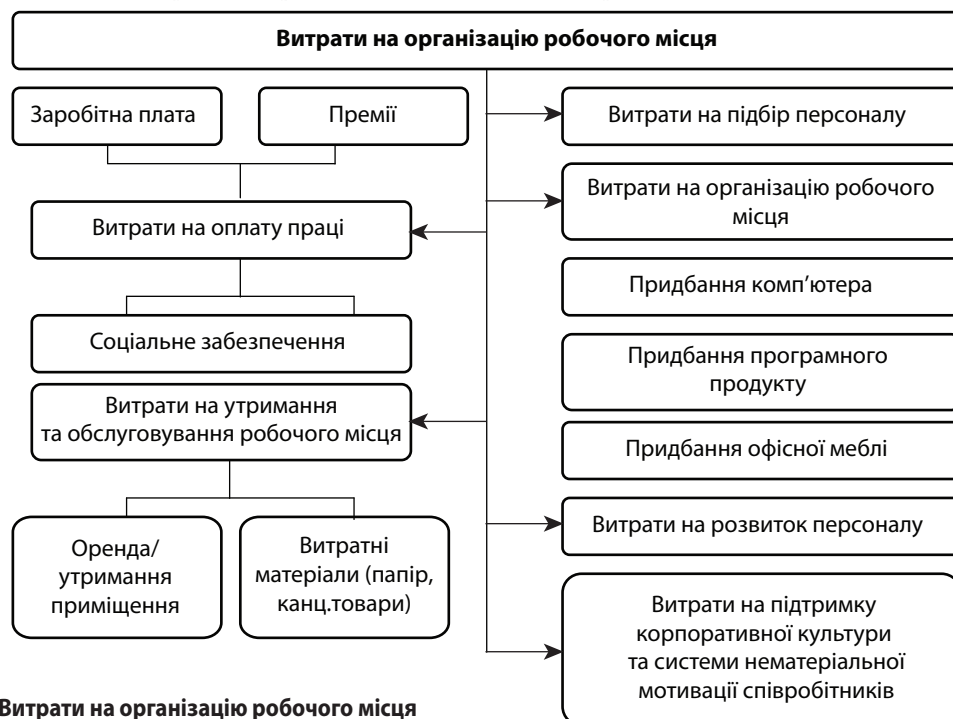 Витрати на організацію робочого місця
Заробітна плата
Премії
Витрати на оплату праці
Соціальне забезпечення
Витрати на утримання
та обслуговування робочого місця
Оренда/
утримання
приміщення
Витратні
матеріали (папір,
канц.товари)
Витрати на підбір персоналу
Витрати на організацію робочого
місця
Придбання комп’ютера
Придбання програмного
продукту
Придбання офісної меблі
Витрати на розвиток персоналу
Витрати на підтримку
корпоративної культури
та системи нематеріальної
мотивації співробітників
Витрати на організацію робочого місця